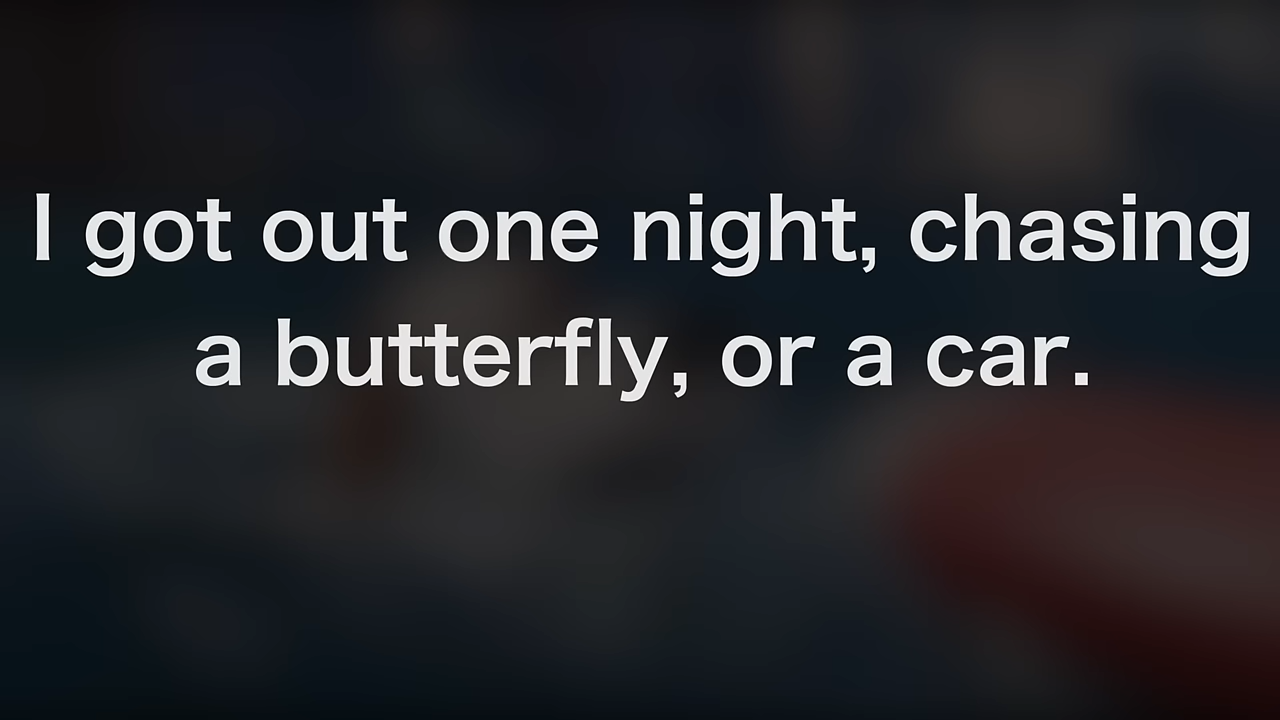 I got out one night, chasing
a butterfly, or a car.